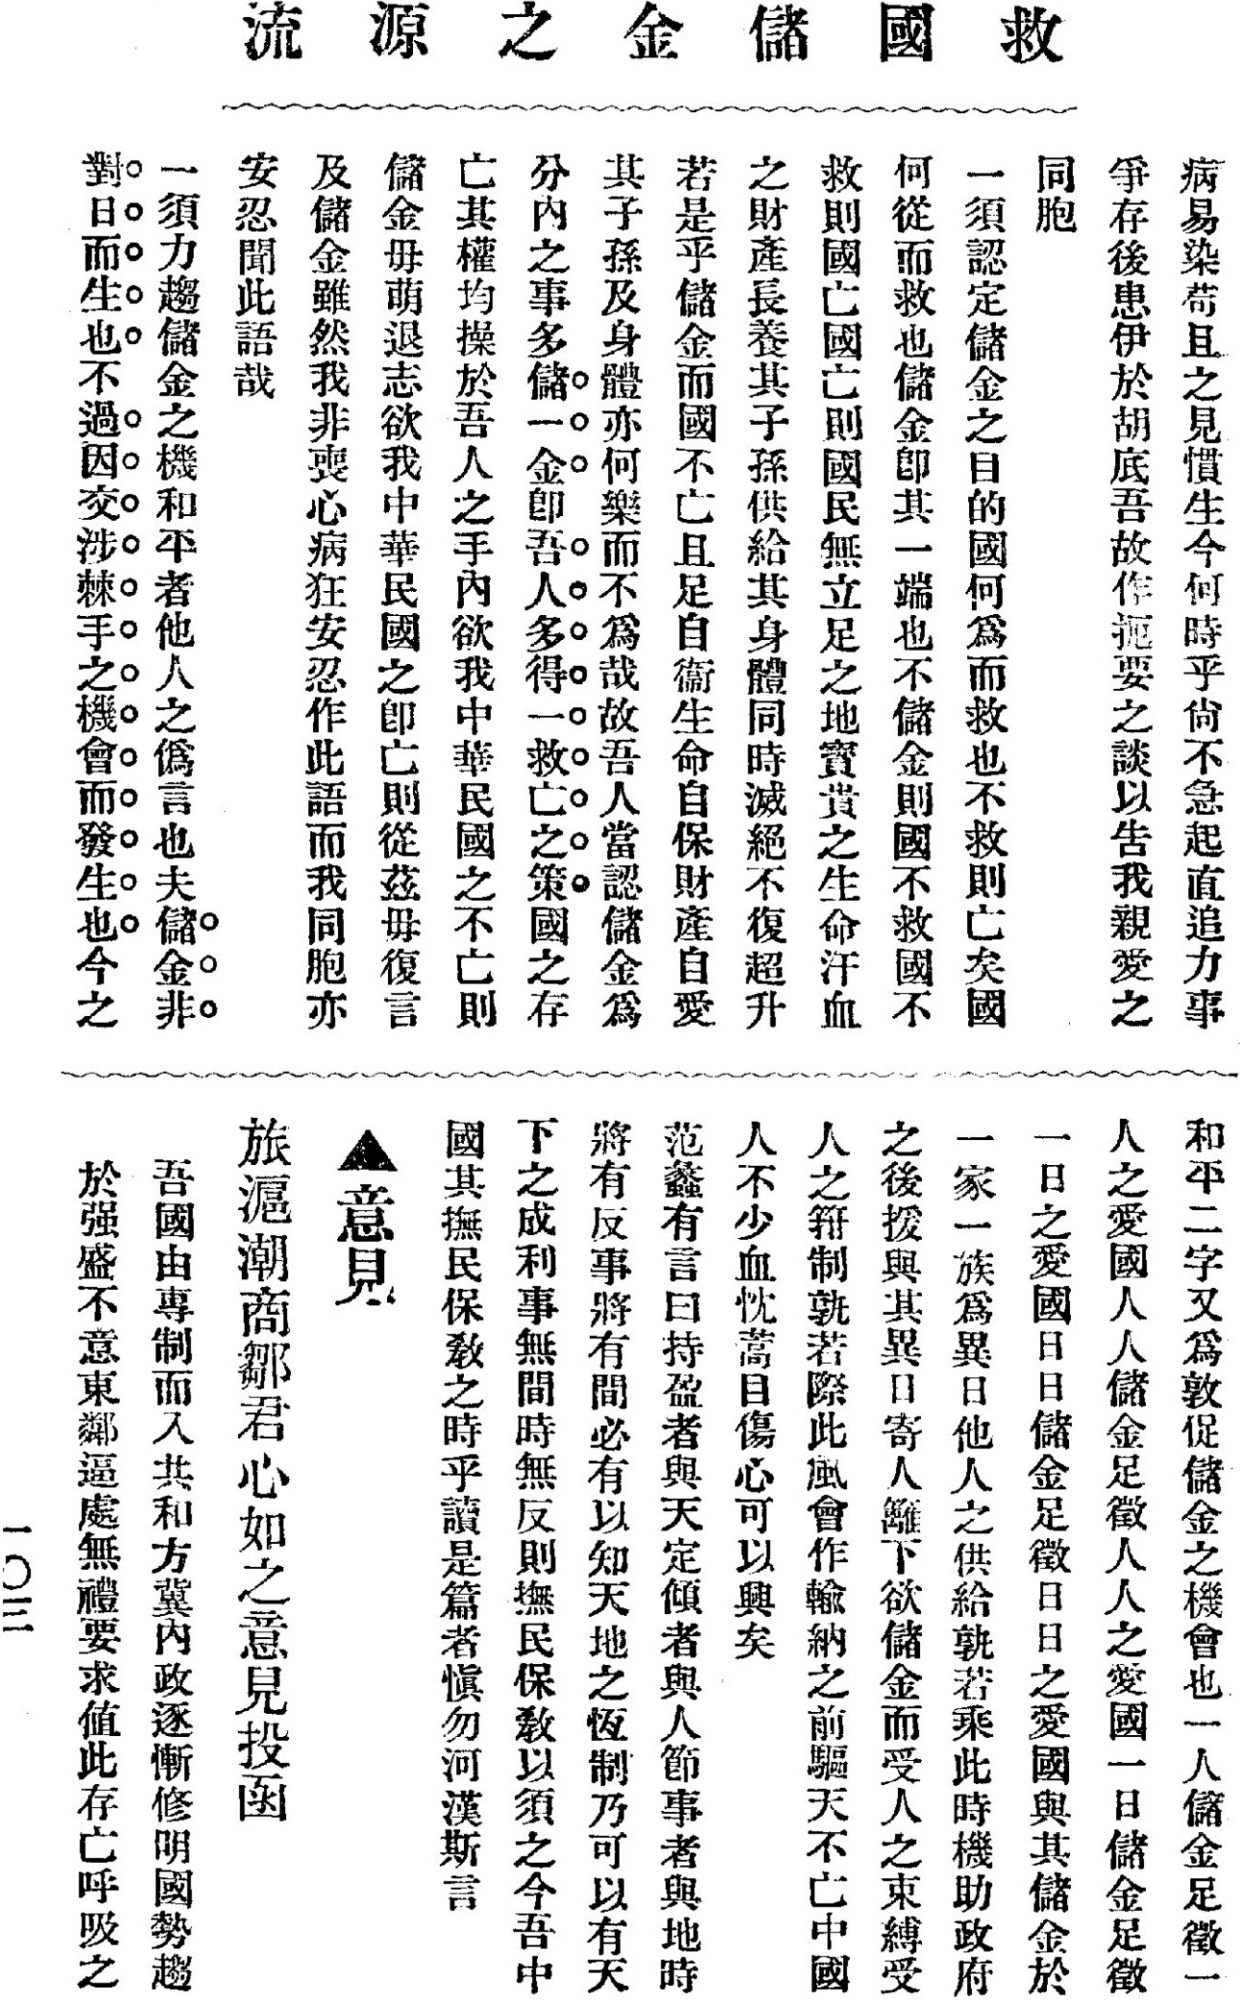 救國儲金之源流
病易染苟且之見慣生今何時乎尙不急起直追力事
爭存後患伊於胡底吾故作扼要之談以吿我親愛之
同胞
一須認定儲金之目的國何爲而救也不救則亡矣國
何從而救也儲金卽其一端也不儲金則國不救國不
救則國亡國亡則國民無立足之地寳貴之生命汗血
之財產長養其子孫供給其身體同時滅絕不復超升
若是乎儲金而國不亡且足自衞生命自保財產自愛
其子孫及身體亦何樂而不爲哉故吾人當認儲金爲
分內之事多儲一金卽吾人多得一救亡之策國之存
亡其權均操於吾人之手內欲我中華民國之不亡則
儲金毋萌退志欲我中華民國之卽亡則從茲毋復言
及儲金雖然我非喪心病狂安忍作此語而我同胞亦
安忍聞此語哉
一須力趨儲金之機和平者他人之僞言也夫儲金非
對日而生也不過因交涉棘手之機會而發生也今之
和平二字又爲敦促儲金之機會也一人儲金足徵一
人之愛國人人儲金足徵人人之愛國一日儲金足徵
一日之愛國日日儲金足徵日日之愛國與其儲金於
一家一族爲異日他人之供給孰若乘此時機助政府
之後援與其異日寄人籬下欲儲金而受人之束縛受
人之箝制孰若際此風會作輸納之前驅天不亡中國
人不少血忱蒿目傷心可以興矣
范蠡有言曰持盈者與天定傾者與人節事者與地時
將有反事將有間必有以知天地之恆制乃可以有天
下之成利事無間時無反則撫民保敎以須之今吾中
國其撫民保敎之時乎讀是篇者愼勿河漢斯言
▲意見
旅滬潮商鄒君心如之意見投函
吾國由專制而入共和方冀內政逐慚修明國勢趨
於强盛不意東鄰逼處無禮要求値此存亡呼吸之
一〇三